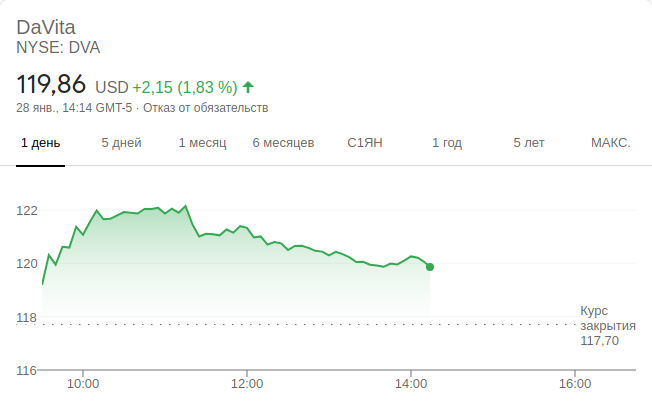 DaVita
NYSE: DVA
119,86 USD +2,15 (1,83 %)
28 янв., 14:14 GMT-5 · Отказ от обязательств
1 день 5 дней 1 месяц 6 месяцев С1ЯН 1 год 5 лет МАКС.
122
120
118
116
Курс
закрытия
117,70
10:00 12:00 14:00 16:00